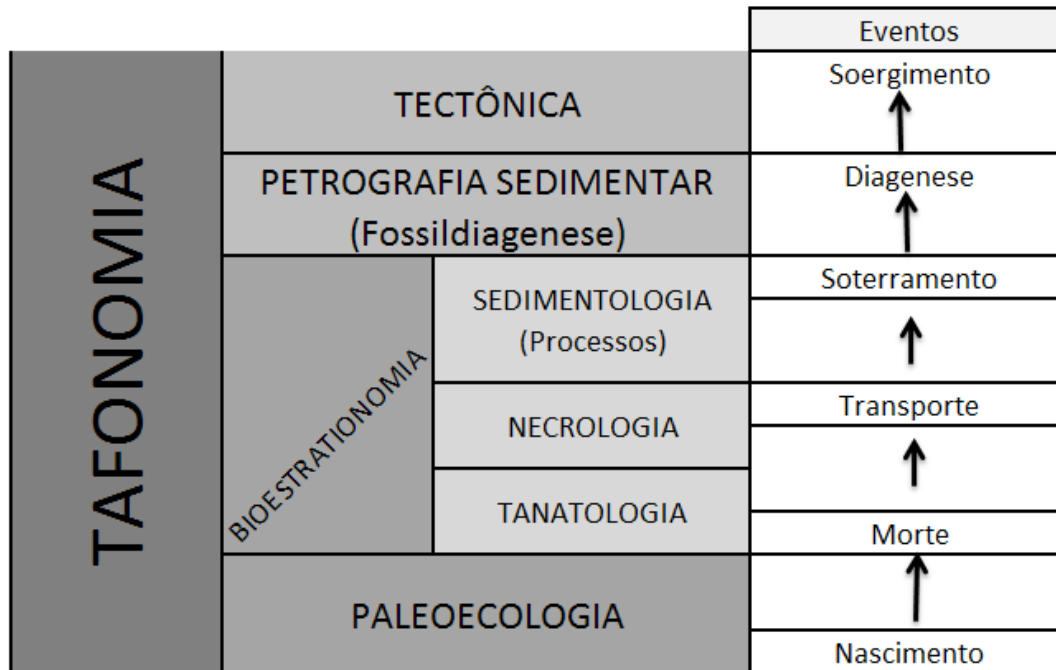 Eventos
TAFONOMIA
TECTÔNICA
Soergimento
PETROGRAFIA SEDIMENTAR
(Fossildiagenese)
Diagenese
BIOESTRATIONOMIA
SEDIMENTOLOGIA
(Processos)
Soterramento
NECROLOGIA
Transporte
TANATOLOGIA
Morte
PALEOECOLOGIA
Nascimento